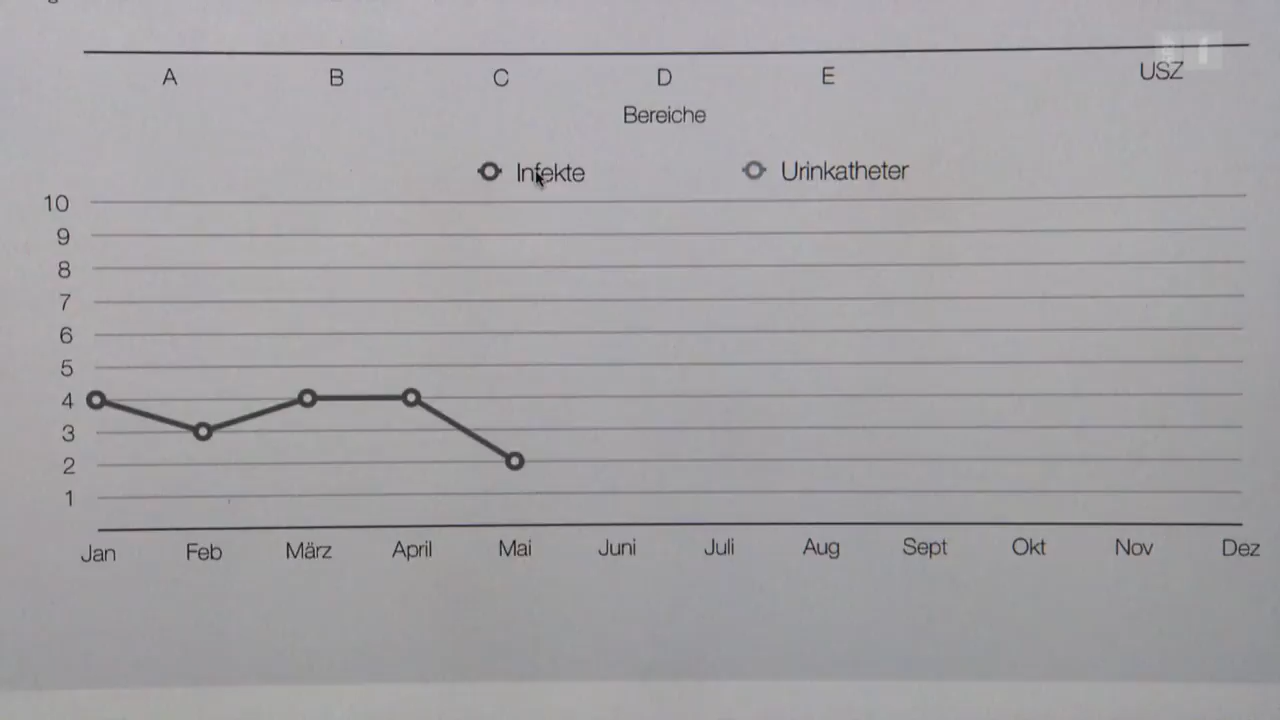 A B C D E USZ
Bereiche
Infekte Urinkatheter
10
9
8
7
6
5
4
3
2
1
Jan Feb März April Mai Juni Juli Aug Sept Okt Nov Dez